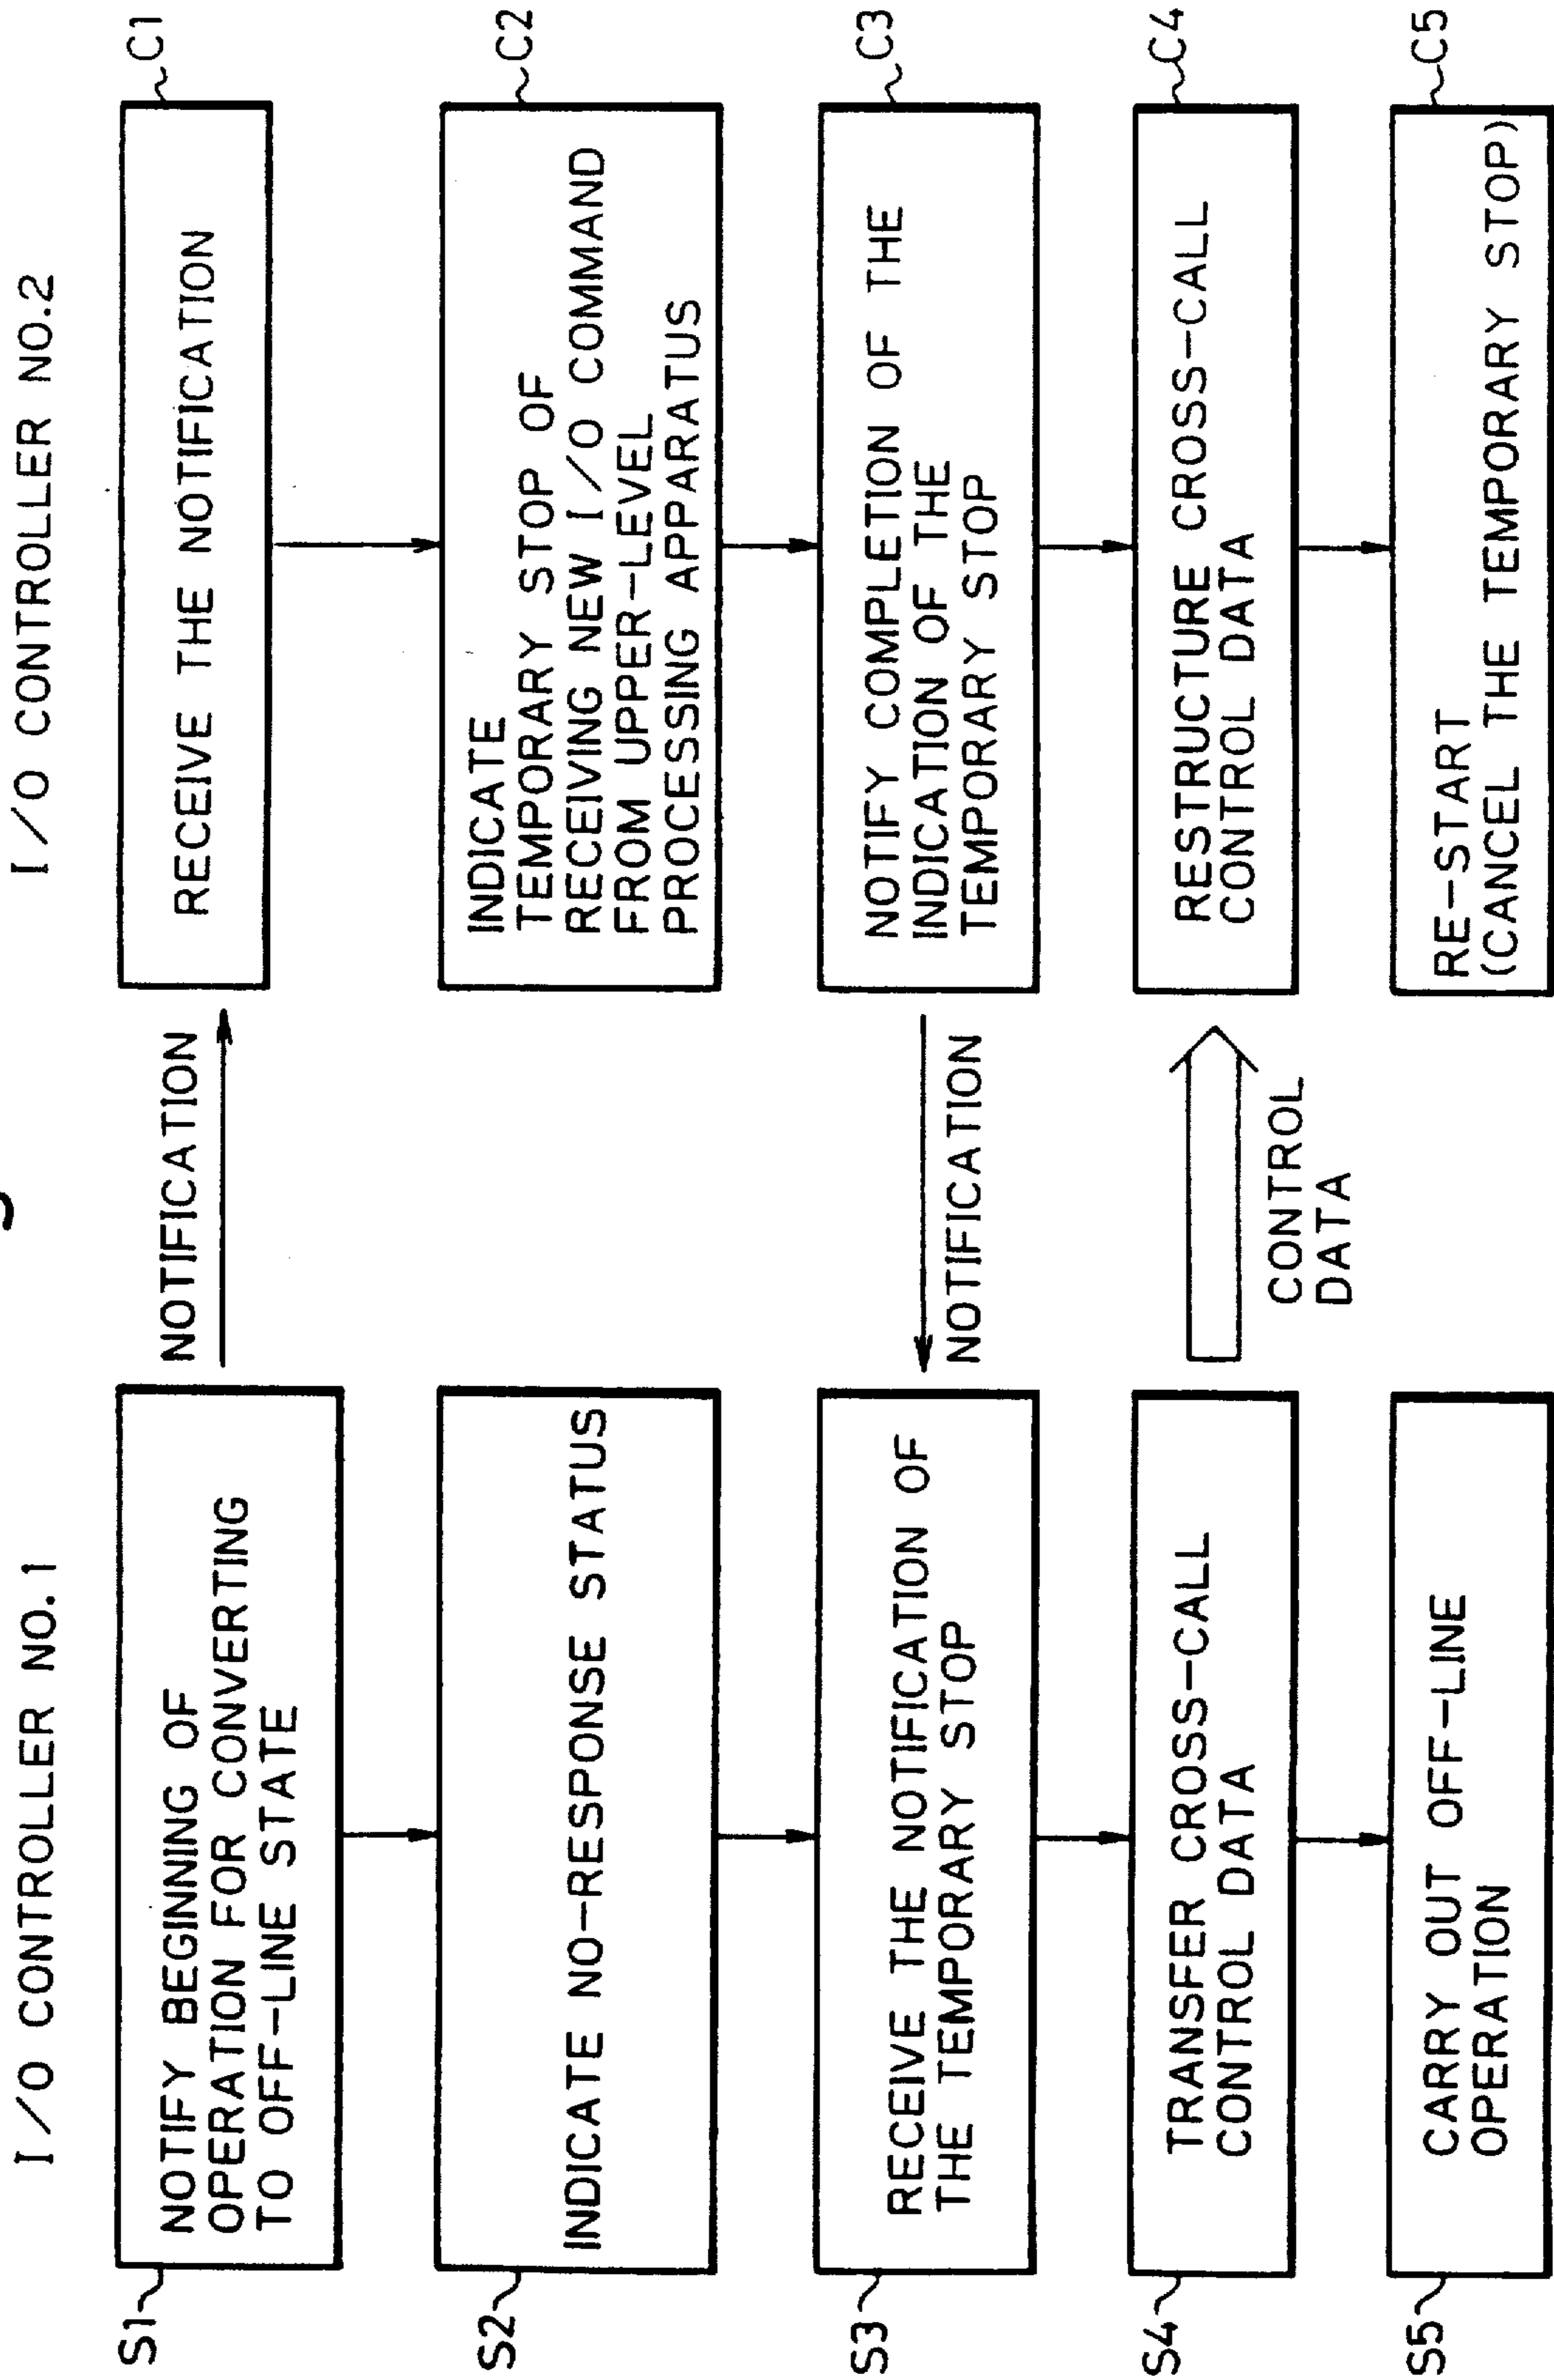 I/O CONTROLLER NO.1
I/O CONTROLLER NO.2
S1
NOTIFY BEGINNING OF
OPERATION FOR CONVERTING
TO OFF-LINE STATE
NOTIFICATION
RECEIVE THE NOTIFICATION
C1
S2
INDICATE NO-RESPONSE STATUS
INDICATE
TEMPORARY STOP OF
RECEIVING NEW I/O COMMAND
FROM UPPER-LEVEL
PROCESSING APPARATUS
C2
S3
RECEIVE THE NOTIFICATION OF
THE TEMPORARY STOP
NOTIFICATION
NOTIFY COMPLETION OF THE
INDICATION OF THE
TEMPORARY STOP
C3
S4
TRANSFER CROSS-CALL
CONTROL DATA
CONTROL
DATA
RESTRUCTURE CROSS-CALL
CONTROL DATA
C4
S5
CARRY OUT OFF-LINE
OPERATION
RE-START
(CANCEL THE TEMPORARY STOP)
C5